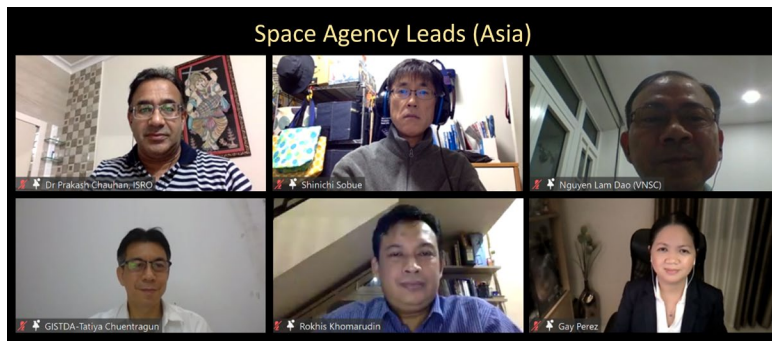 Space Agency Leads (Asia)
Dr Prakash Chauhan, ISRO
Shinichi Sobue
Nguyen Lam Dao (VNSC)
GISTDA-Tatiya Chuentragun
Rokhis Khomarudin
Gay Perez